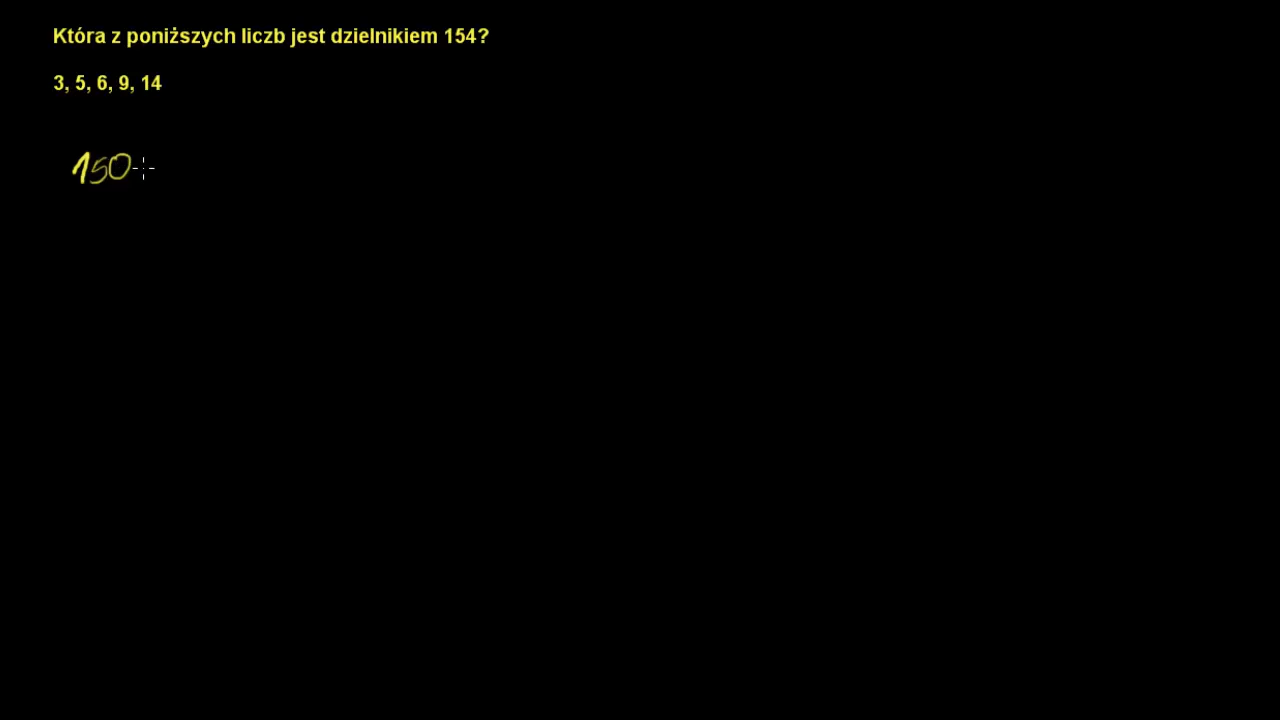 Która z poniższych liczb jest dzielnikiem 154?
3, 5, 6, 9, 14
150